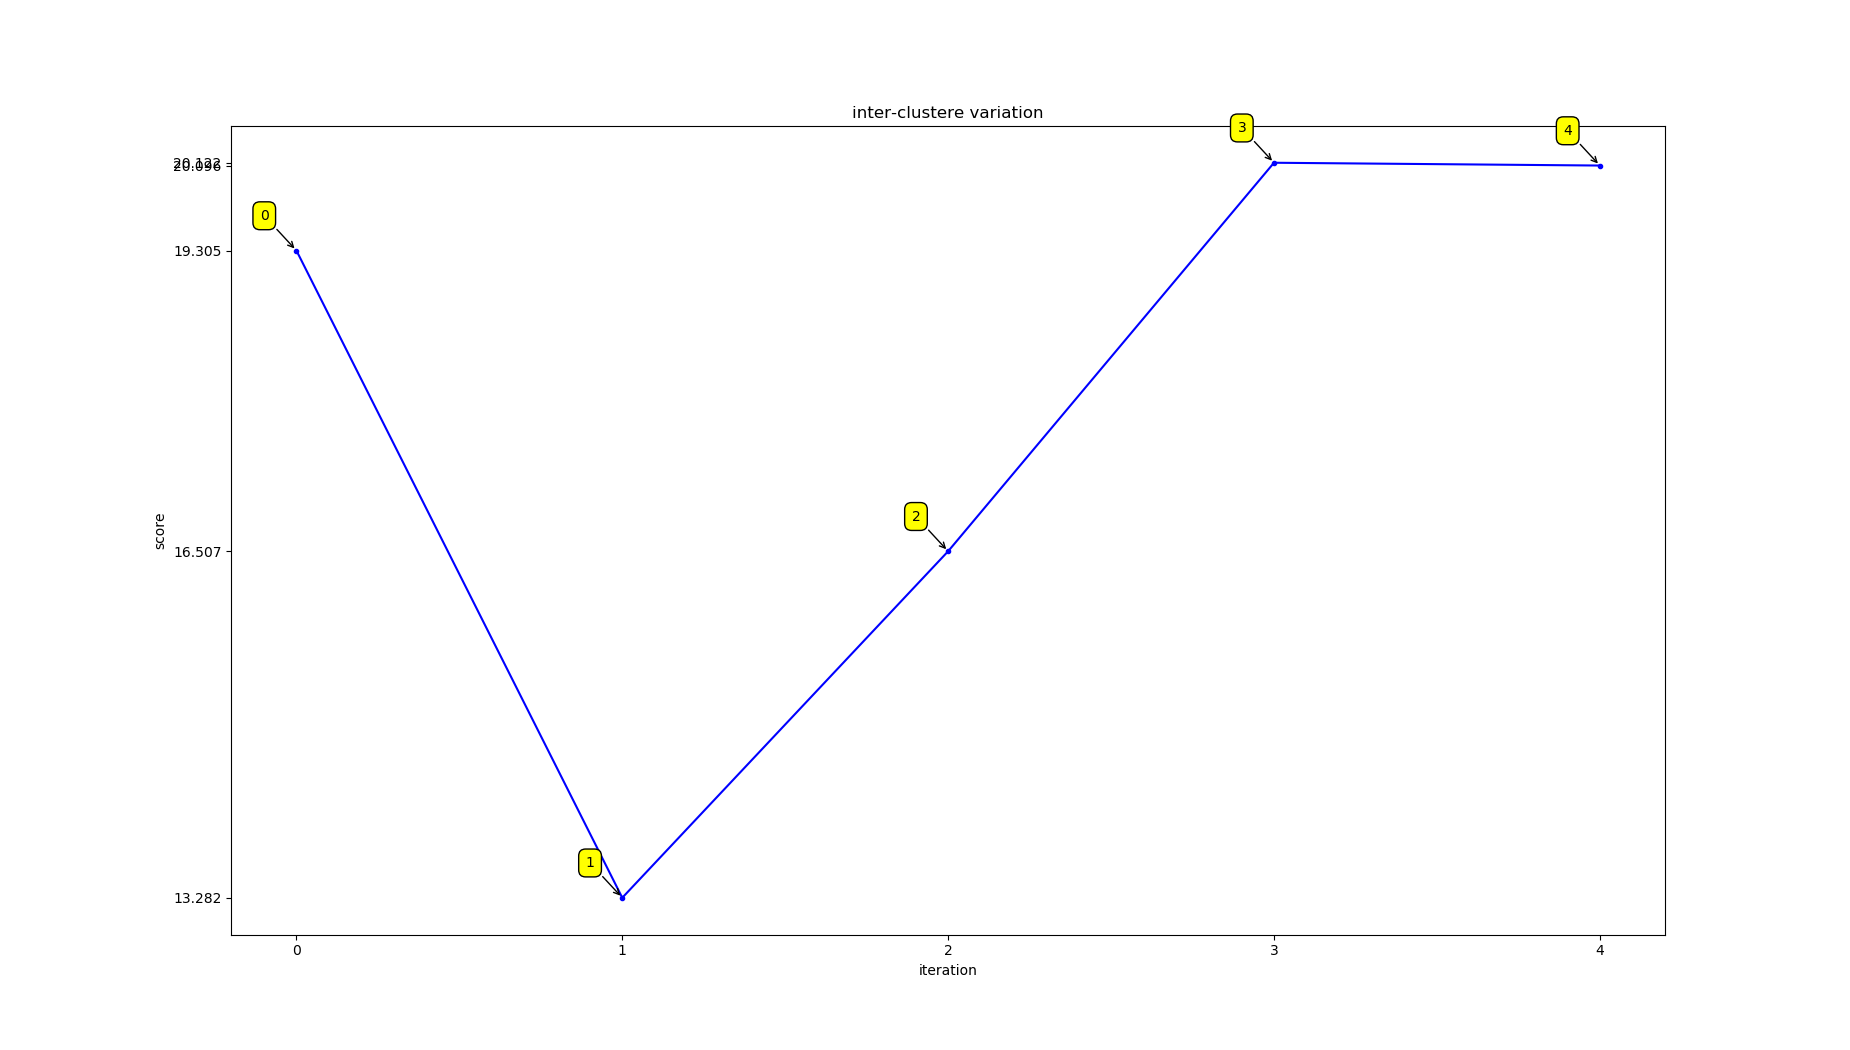 inter-clustere variation
3
4
20.122
20.096
0
19.305
2
score
16.507
1
13.282
0 1 2 3 4
iteration